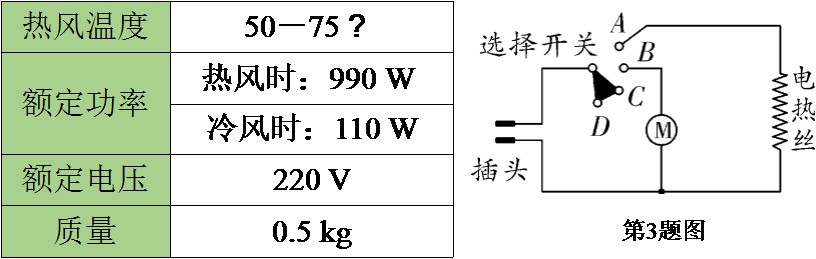 热风温度 50－75？
额定功率 热风时：990 W
冷风时：110 W
额定电压 220 V
质量 0.5 kg
选择开关
A
B
C
D
M
电热丝
插头
第3题图